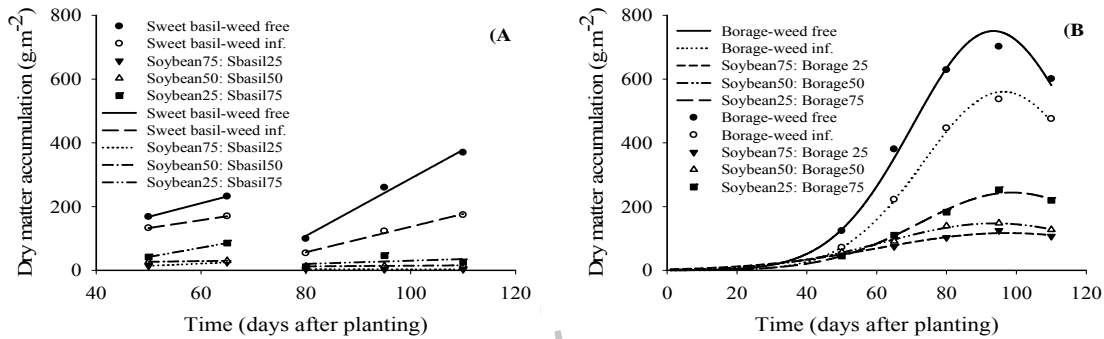 800
600
400
200
0
Dry matter accumulation (g.m-2)
Sweet basil-weed free
Sweet basil-weed inf.
Soybean75: Sbasil25
Soybean50: Sbasil50
Soybean25: Sbasil75
Sweet basil-weed free
Sweet basil-weed inf.
Soybean75: Sbasil25
Soybean50: Sbasil50
Soybean25: Sbasil75
(A)
40 60 80 100 120
Time (days after planting)
800
600
400
200
0
Dry matter accumulation (g.m-2)
Borage-weed free
Borage-weed inf.
Soybean75: Borage 25
Soybean50: Borage50
Soybean25: Borage75
Borage-weed free
Borage-weed inf.
Soybean75: Borage 25
Soybean50: Borage50
Soybean25: Borage75
(B
0 20 40 60 80 100 120
Time (days after planting)